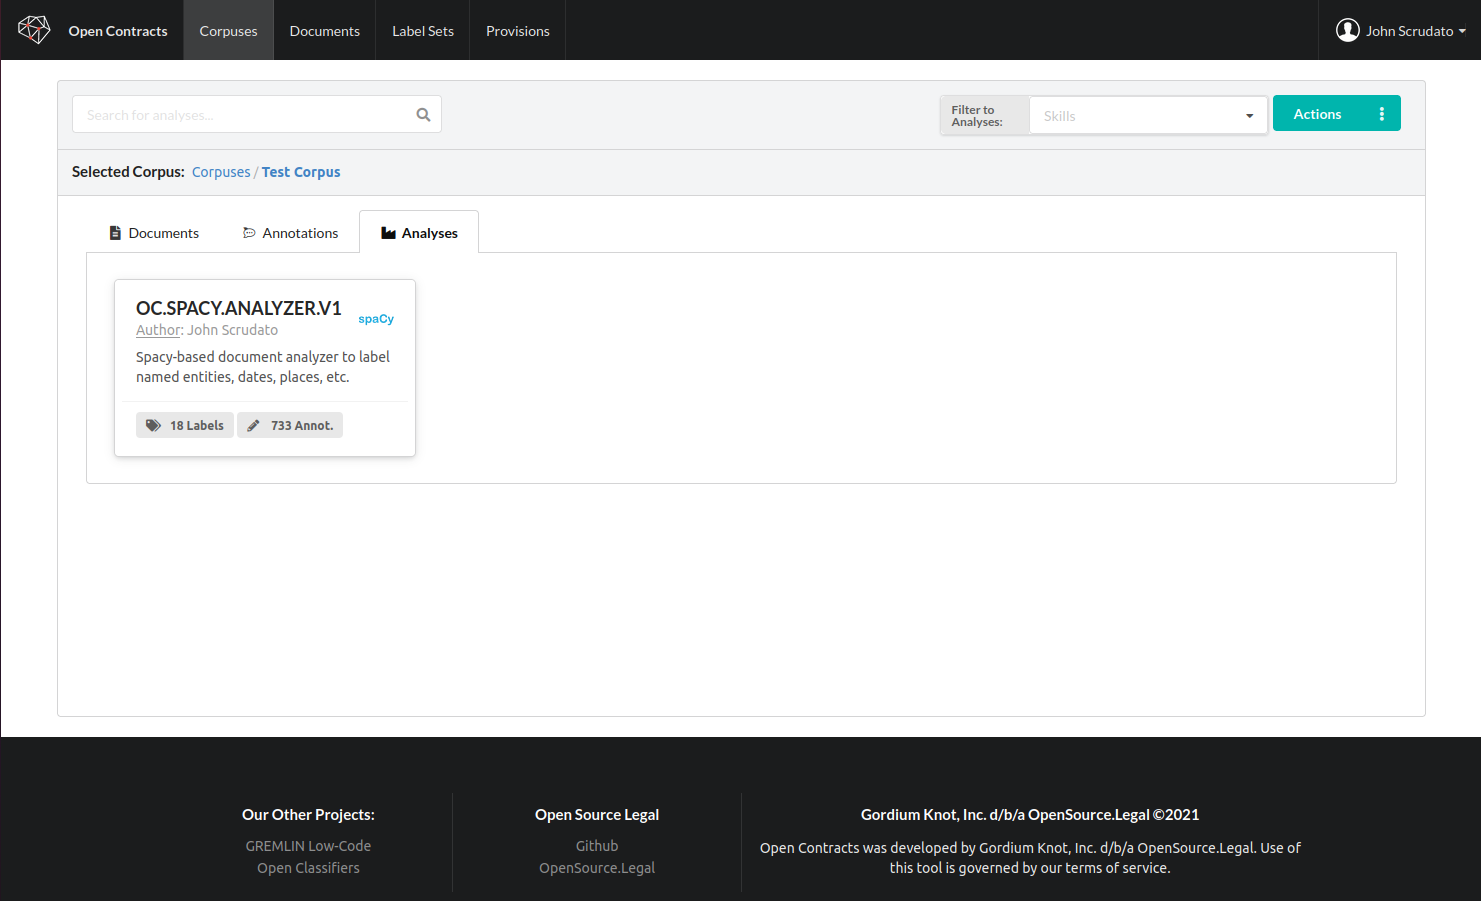 Open Contracts
Corpuses
Documents
Label Sets
Provisions
John Scrudato
Search for analyses...
Filter to
Analyses:
Skills
Actions
Selected Corpus: Corpuses / Test Corpus
Documents
Annotations
Analyses
OC.SPACY.ANALYZER.V1
spaCy
Author: John Scrudato
Spacy-based document analyzer to label
named entities, dates, places, etc.
18 Labels
733 Annot.
Our Other Projects:
GREMLIN Low-Code
Open Classifiers
Open Source Legal
Github
OpenSource.Legal
Gordium Knot, Inc. d/b/a OpenSource.Legal ©2021
Open Contracts was developed by Gordium Knot, Inc. d/b/a OpenSource.Legal. Use of
this tool is governed by our terms of service.